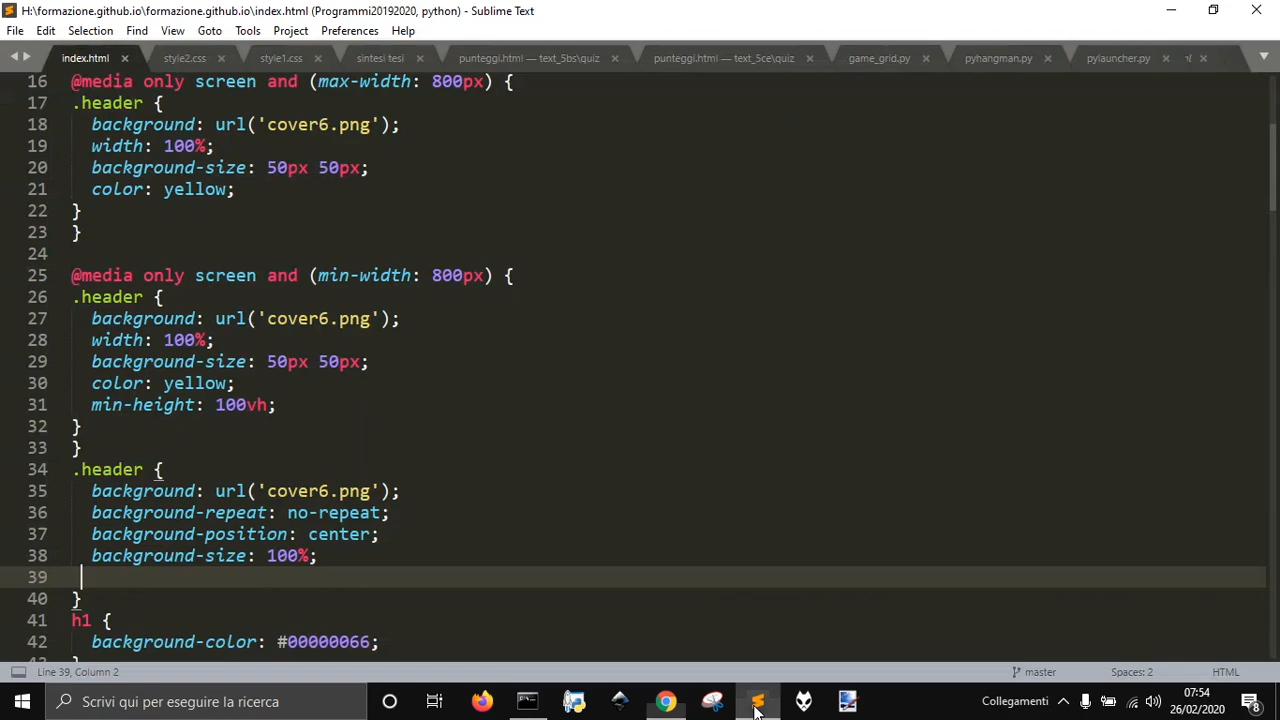 H:\formazione.github.io\formazione.github.io\index.html (Programmi20192020, python) - Sublime Text
File Edit Selection Find View Goto Tools Project Preferences Help
index.html style2.css style1.css sintesi tesi punteggi.html — text_5bs\quiz punteggi.html — text_5ce\quiz game_grid.py pyhangman.py pylauncher.py
16 @media only screen and (max-width: 800px) {
17 .header {
18 background: url('cover6.png');
19 width: 100%;
20 background-size: 50px 50px;
21 color: yellow;
22 }
23 }
24
25 @media only screen and (min-width: 800px) {
26 .header {
27 background: url('cover6.png');
28 width: 100%;
29 background-size: 50px 50px;
30 color: yellow;
31 min-height: 100vh;
32 }
33 }
34 .header {
35 background: url('cover6.png');
36 background-repeat: no-repeat;
37 background-position: center;
38 background-size: 100%;
39
40 }
41 h1 {
42 background-color: #00000066;
Line 39, Column 2 master Spaces: 2 HTML
Scrivi qui per eseguire la ricerca Collegamenti 07:54
26/02/2020 8